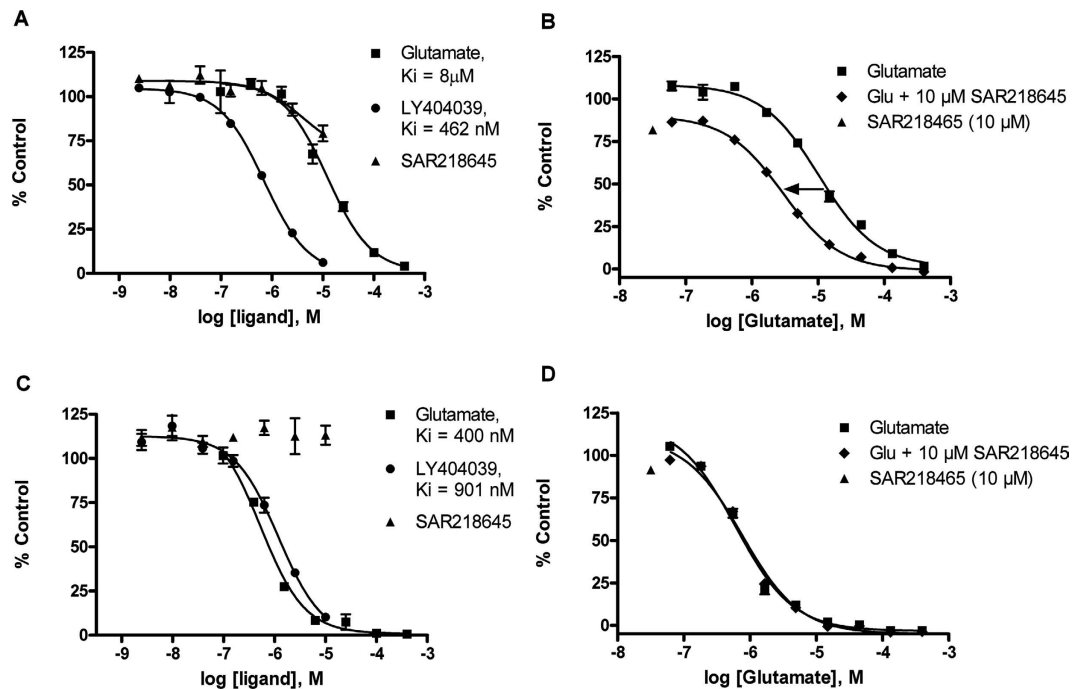 A
% Control
125
100
75
50
25
0
-9 -8 -7 -6 -5 -4 -3
log [ligand], M
Glutamate,
Ki = 8μM
LY404039,
Ki = 462 nM
SAR218645
B
% Control
125
100
75
50
25
0
-8 -7 -6 -5 -4 -3
log [Glutamate], M
Glutamate
Glu + 10 µM SAR218645
SAR218465 (10 µM)
C
% Control
125
100
75
50
25
0
-9 -8 -7 -6 -5 -4 -3
log [ligand], M
Glutamate,
Ki = 400 nM
LY404039,
Ki = 901 nM
SAR218645
D
% Control
125
100
75
50
25
0
-8 -7 -6 -5 -4 -3
log [Glutamate], M
Glutamate
Glu + 10 µM SAR218645
SAR218465 (10 µM)